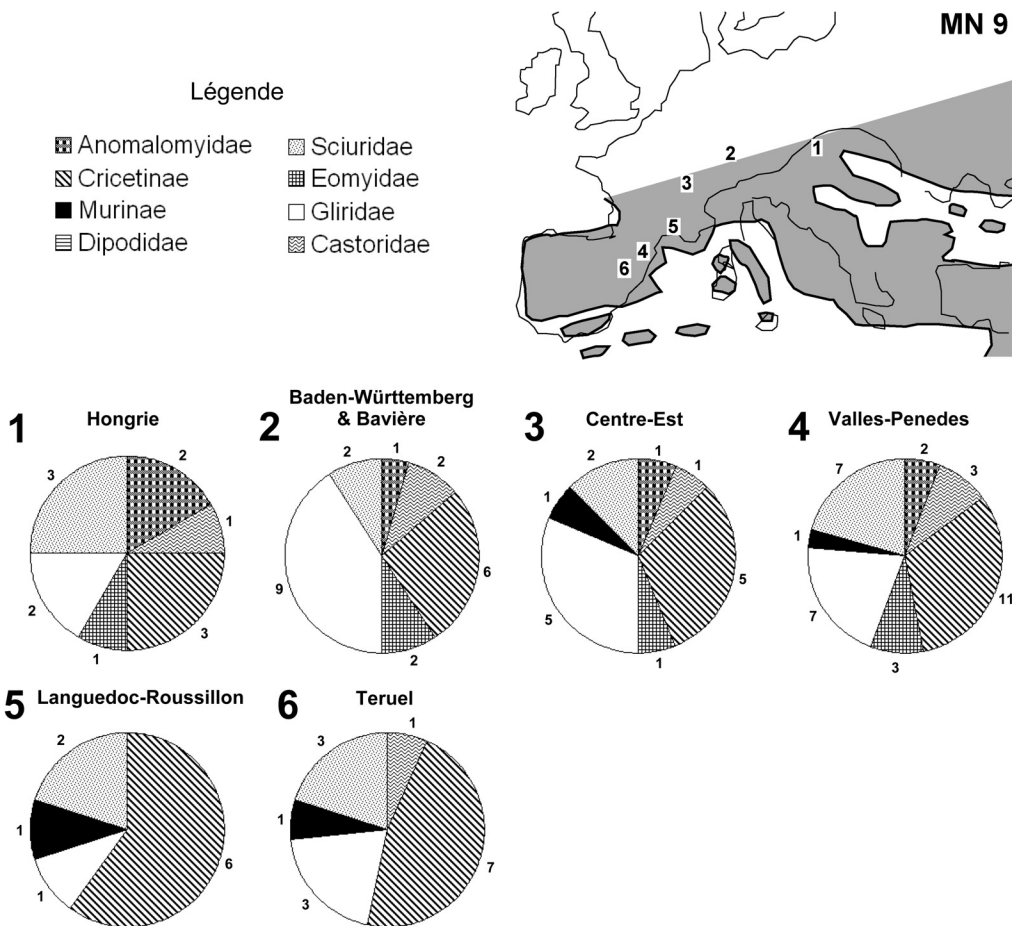 MN 9
Légende
Anomalomyidae
Sciuridae
Cricetinae
Eomyidae
Murinae
Gliridae
Dipodidae
Castoridae
1
2
3
5
4
6
1 Hongrie
3
2
1
2
1
3
2 Baden-Württemberg
& Bavière
2
1
2
9
6
2
3 Centre-Est
2
1
1
1
5
5
1
4 Valles-Penedes
7
2
3
1
7
11
3
5 Languedoc-Roussillon
2
1
6
1
6 Teruel
1
3
1
7
3